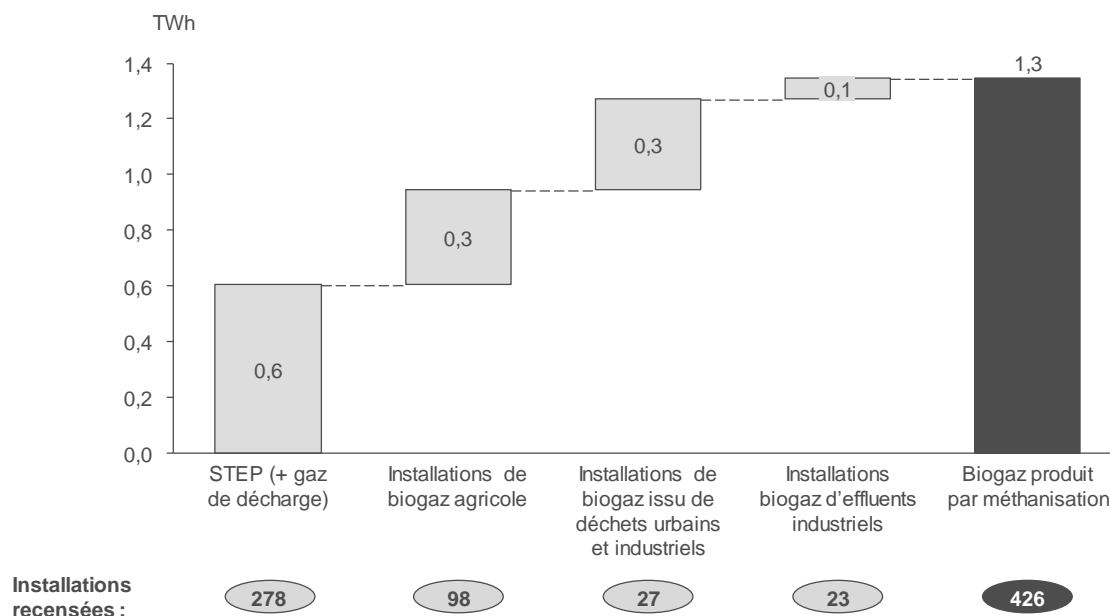 TWh
1,4
1,2
1,0
0,8
0,6
0,4
0,2
0,0
0,6
0,3
0,3
0,1
1,3
STEP (+ gaz
de décharge)
Installations de
biogaz agricole
Installations de
biogaz issu de
déchets urbains
et industriels
Installations
biogaz d’effluents
industriels
Biogaz produit
par méthanisation
Installations
recensées :
278
98
27
23
426